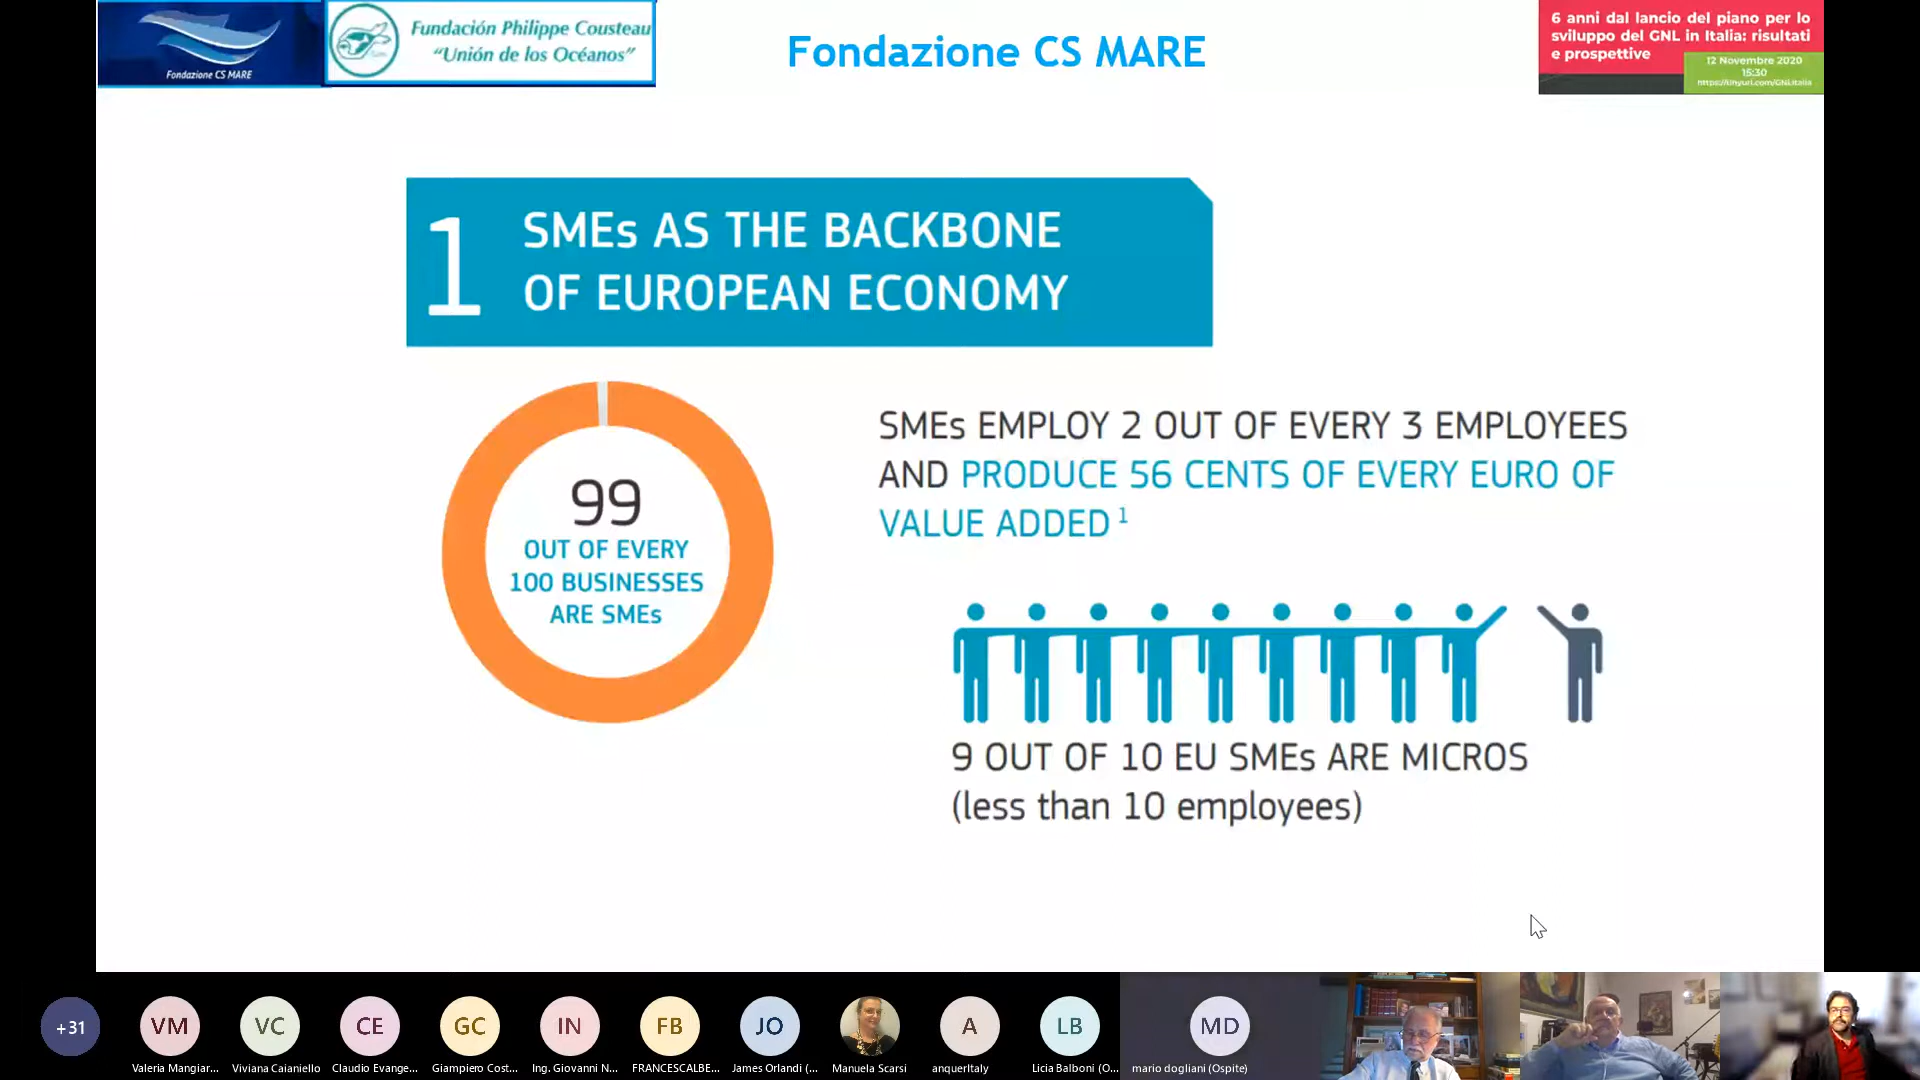 Fondazione CS MARE
Fundación Philippe Cousteau
“Unión de los Océanos”
Fondazione CS MARE
6 anni dal lancio del piano per lo
sviluppo del GNL in Italia: risultati
e prospettive
12 Novembre 2020
15:30
https://tinyurl.com/GNLItalia
1
SMEs AS THE BACKBONE
OF EUROPEAN ECONOMY
99
OUT OF EVERY
100 BUSINESSES
ARE SMEs
SMEs EMPLOY 2 OUT OF EVERY 3 EMPLOYEES
AND PRODUCE 56 CENTS OF EVERY EURO OF
VALUE ADDED 1
9 OUT OF 10 EU SMEs ARE MICROS
(less than 10 employees)
+31
VM
VC
CE
GC
IN
FB
JO
A
LB
MD
Valeria Mangiar...
Viviana Caianiello
Claudio Evange...
Giampiero Cost...
Ing. Giovanni N...
FRANCESCALBE...
James Orlandi (...
Manuela Scarsi
anquerItaly
Licia Balboni (O...
mario dogliani (Ospite)